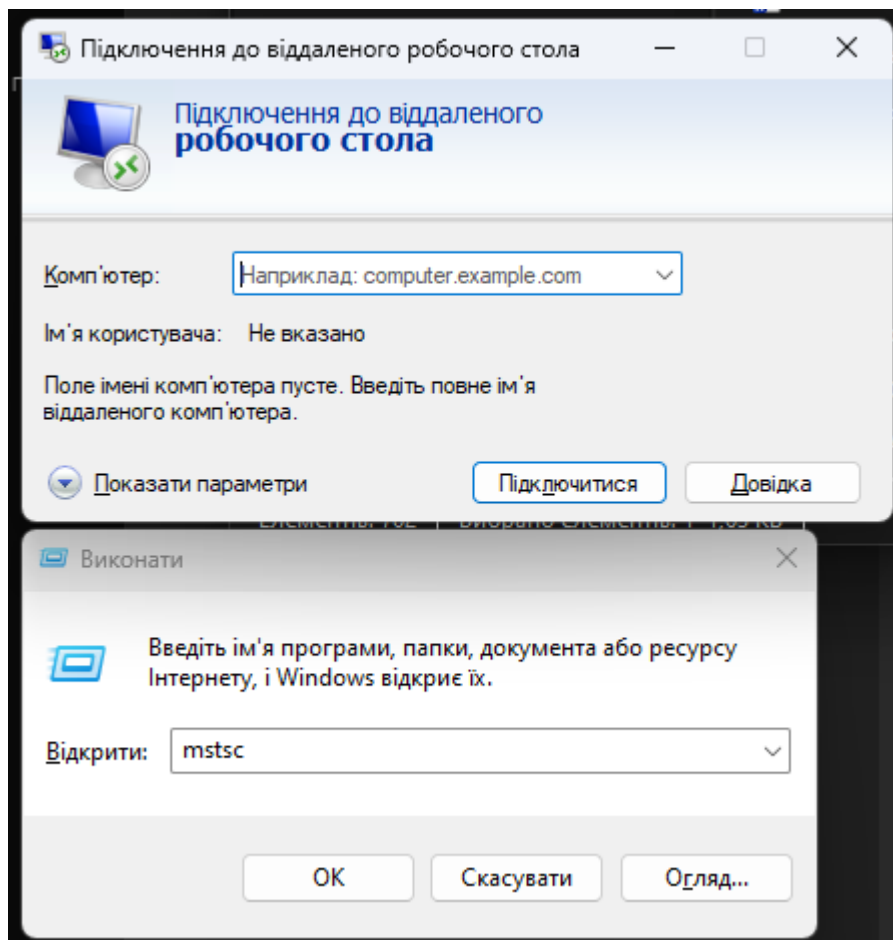 Підключення до віддаленого робочого стола
Підключення до віддаленого
робочого стола
Комп'ютер:
Наприклад: computer.example.com
Ім'я користувача: Не вказано
Поле імені комп'ютера пусте. Введіть повне ім'я
віддаленого комп'ютера.
Показати параметри
Підключитися
Довідка
Виконати
Введіть ім'я програми, папки, документа або ресурсу
Інтернету, і Windows відкриє їх.
Відкрити:
mstsc
ОК
Скасувати
Огляд...